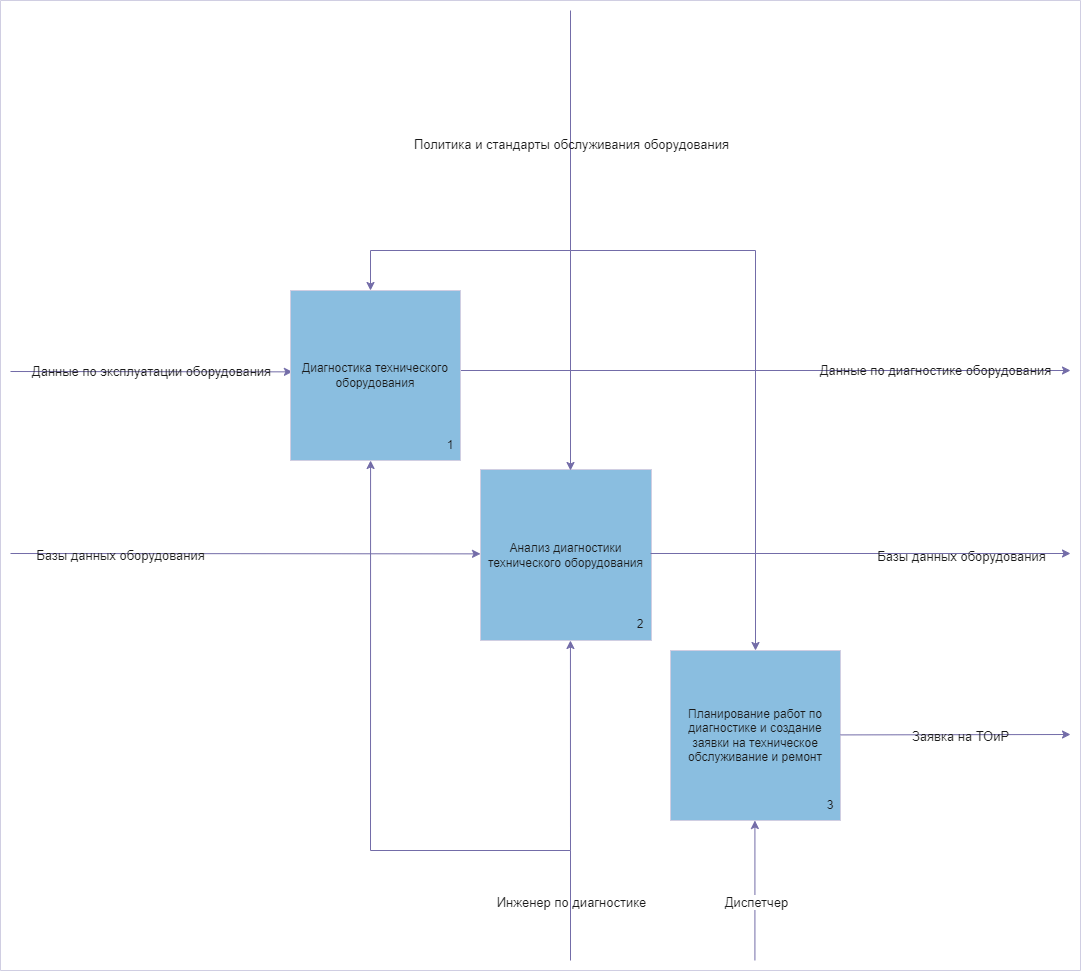 Политика и стандарты обслуживания оборудования
Данные по эксплуатации оборудования
Диагностика технического
оборудования
1
Данные по диагностике оборудования
Базы данных оборудования
Анализ диагностики
технического оборудования
2
Базы данных оборудования
Планирование работ по
диагностике и создание
заявки на техническое
обслуживание и ремонт
3
Заявка на ТОиР
Инженер по диагностике
Диспетчер